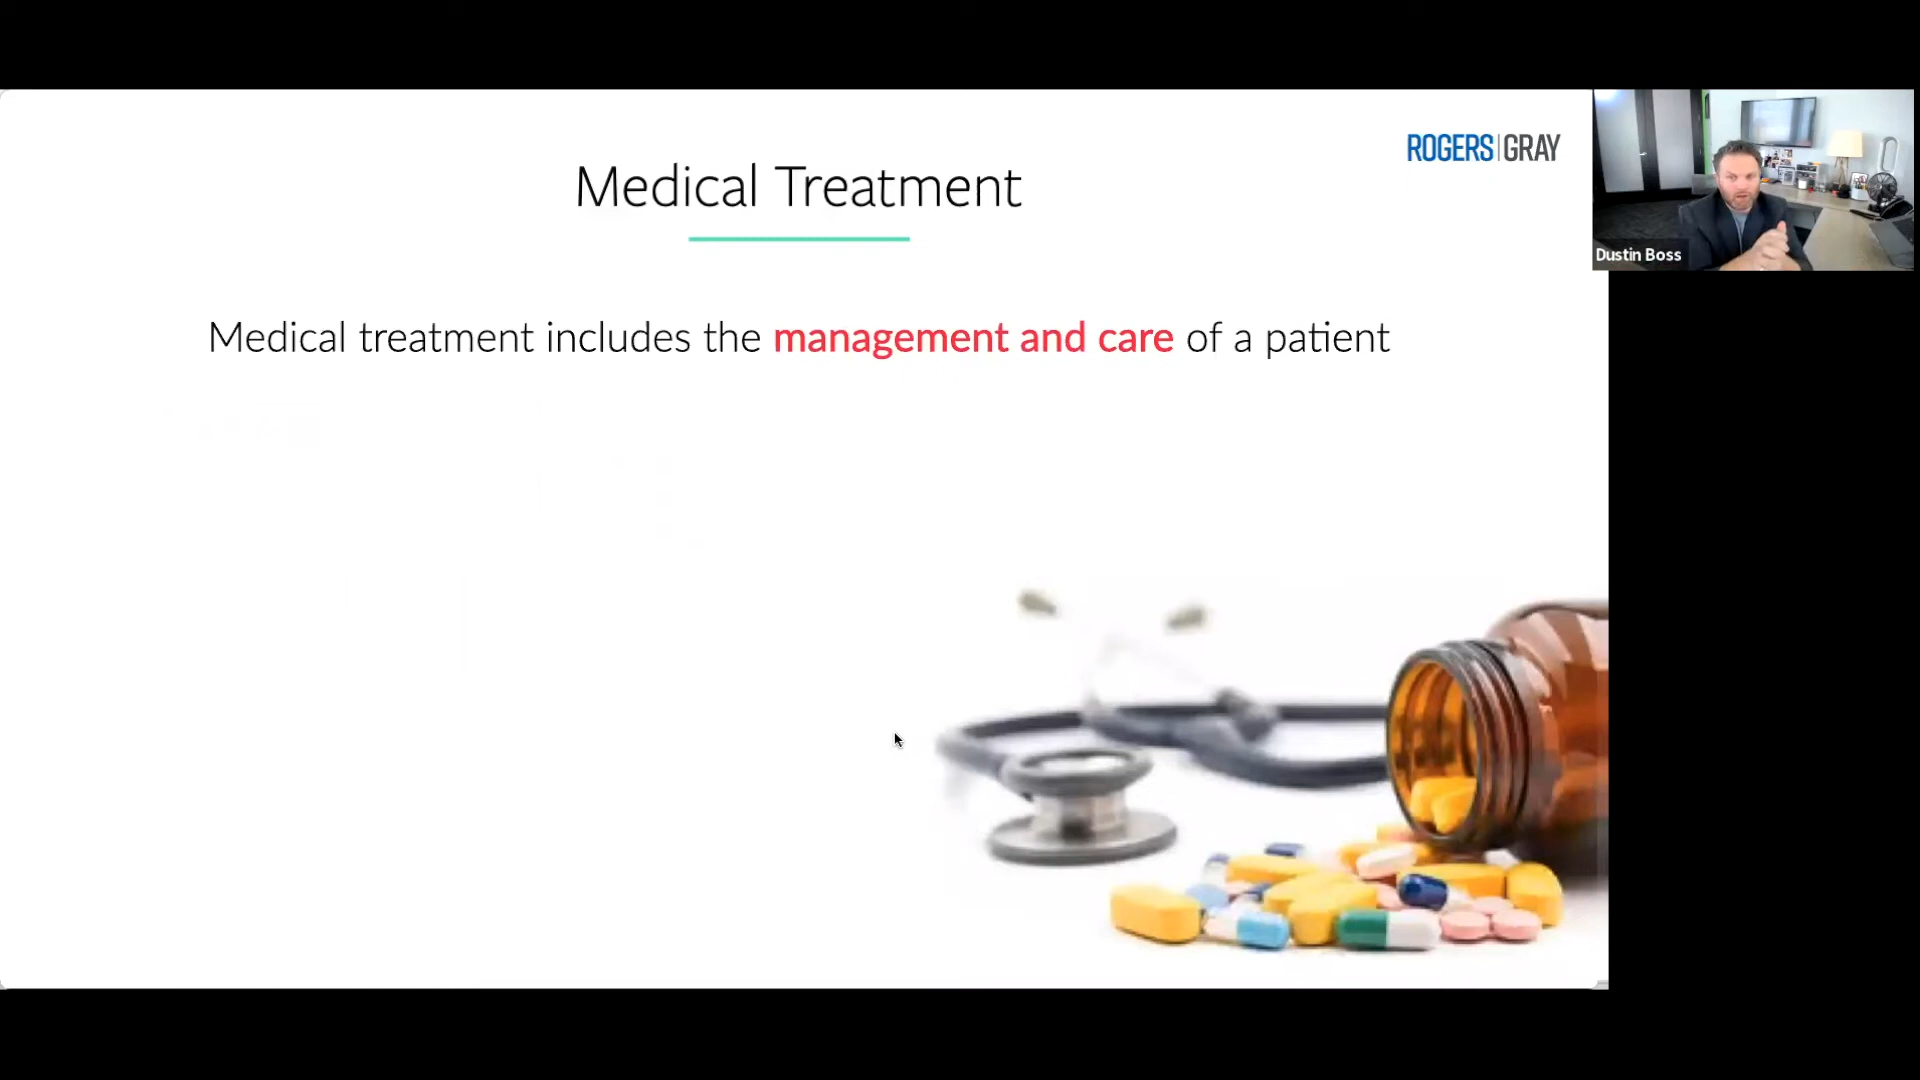 ROGERS|GRAY
Medical Treatment
Dustin Boss
Medical treatment includes the management and care of a patient